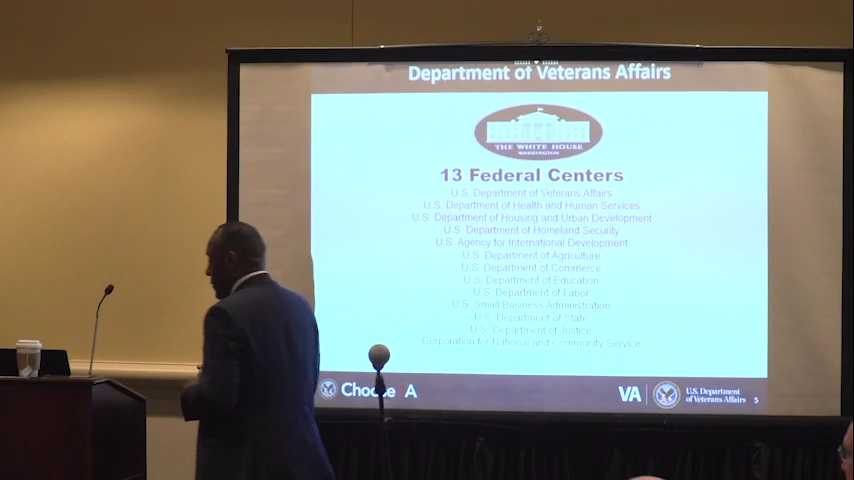 Department of Veterans Affairs
THE WHITE HOUSE
WASHINGTON
13 Federal Centers
U.S. Department of Veterans Affairs
U.S. Department of Health and Human Services
U.S. Department of Housing and Urban Development
U.S. Department of Homeland Security
U.S. Agency for International Development
U.S. Department of Agriculture
U.S. Department of Commerce
U.S. Department of Education
U.S. Department of Labor
U.S. Small Business Administration
U.S. Department of State
U.S. Department of Justice
Corporation for National and Community Service
VA
U.S. Department
of Veterans Affairs
5